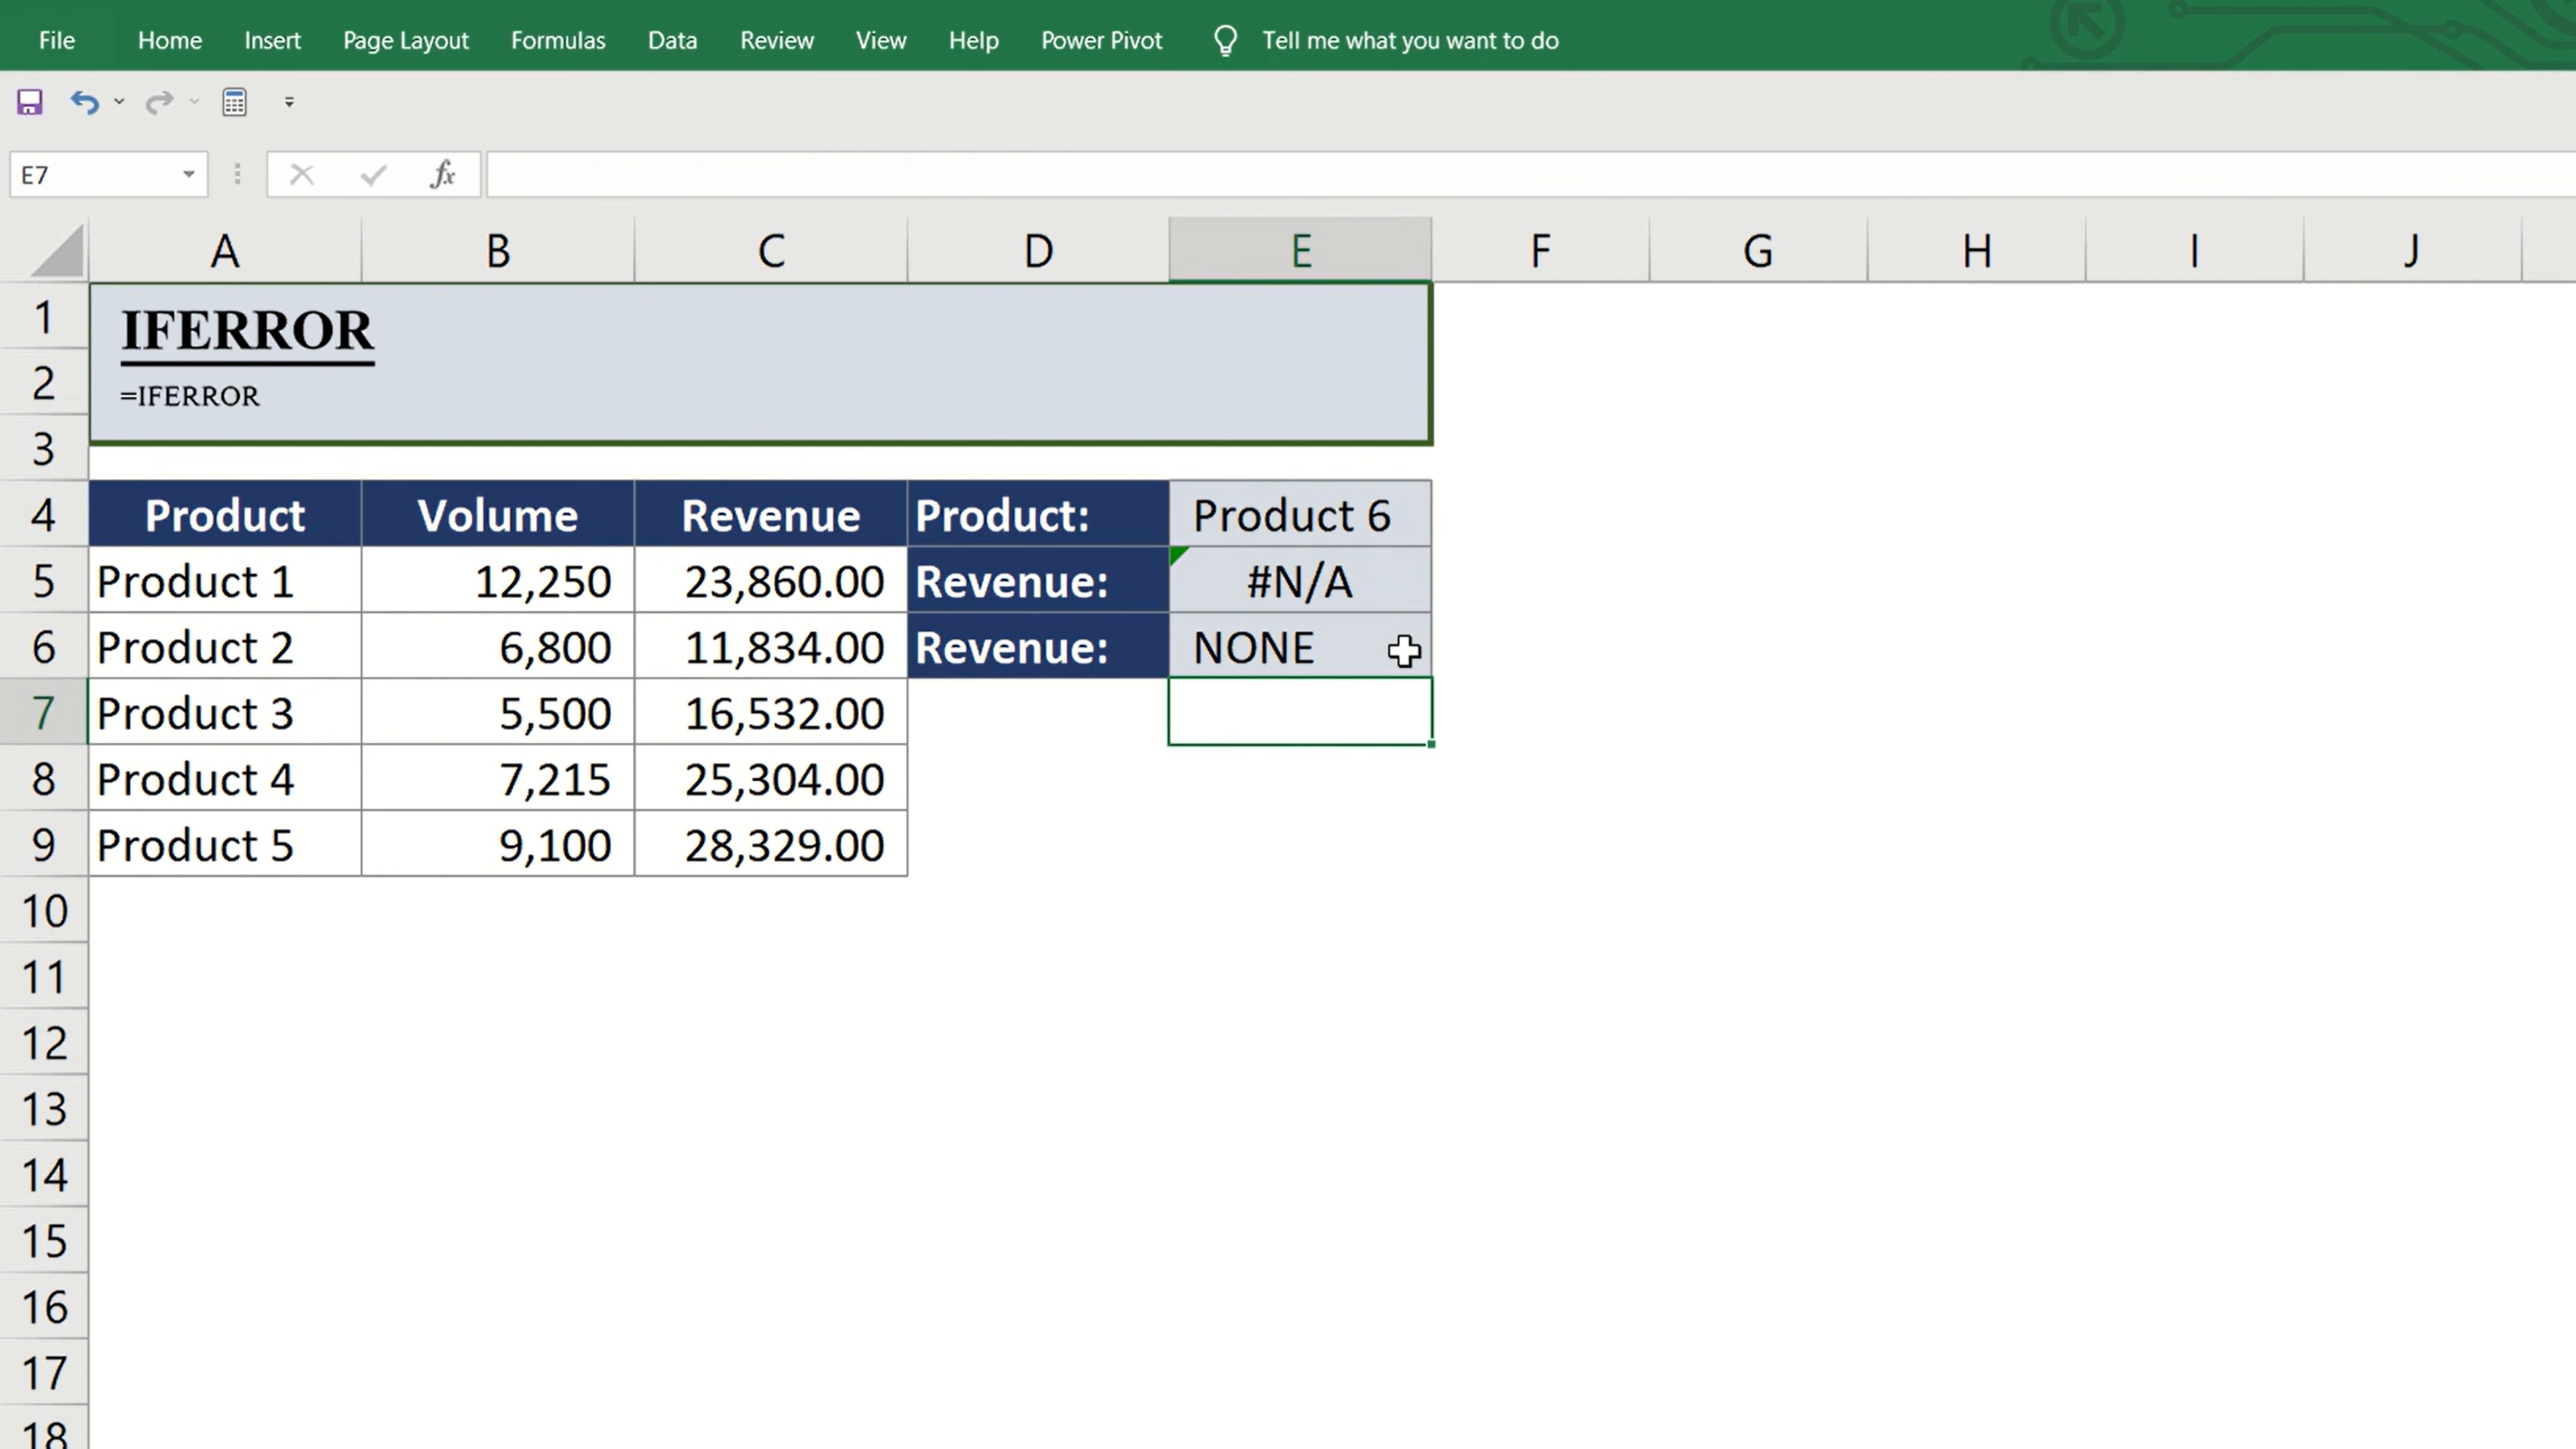 File Home Insert Page Layout Formulas Data Review View Help Power Pivot Tell me what you want to do
E7 fx
A B C D E F G H I J
1 IFERROR
2 =IFERROR
3
4 Product Volume Revenue Product: Product 6
5 Product 1 12,250 23,860.00 Revenue: #N/A
6 Product 2 6,800 11,834.00 Revenue: NONE
7 Product 3 5,500 16,532.00
8 Product 4 7,215 25,304.00
9 Product 5 9,100 28,329.00
10
11
12
13
14
15
16
17
18